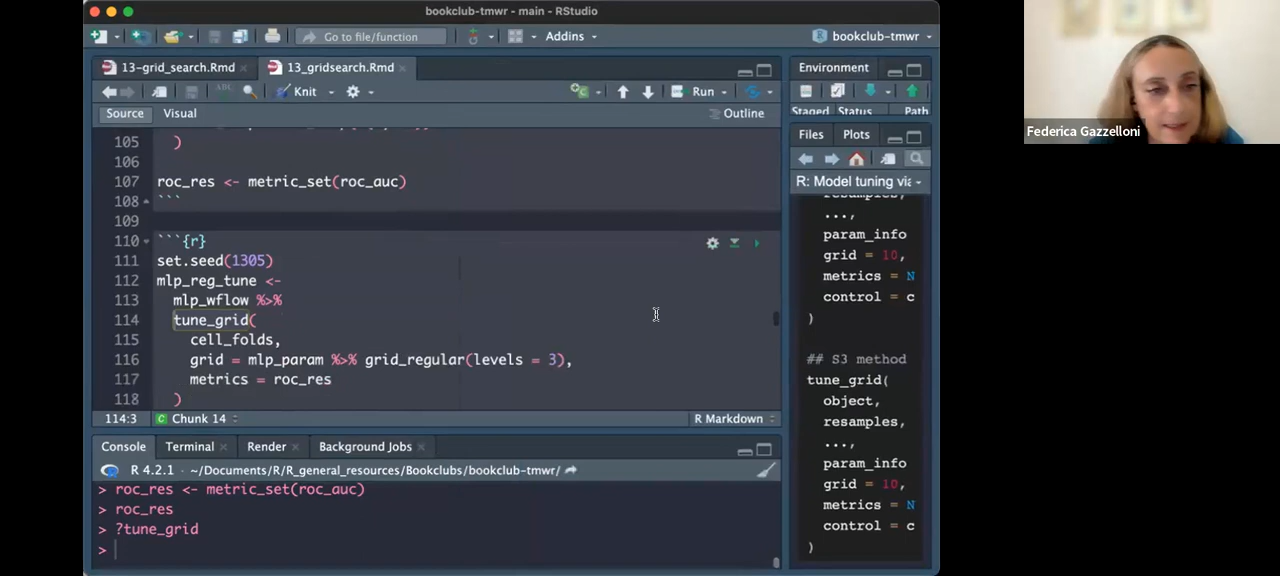 bookclub-tmwr - main - RStudio
Go to file/function
Addins
bookclub-tmwr
13-grid_search.Rmd
13_gridsearch.Rmd
ABC
Knit
Run
Source
Visual
Outline
105 )
106
107 roc_res <- metric_set(roc_auc)
108 ```
109
110 ```{r}
111 set.seed(1305)
112 mlp_reg_tune <-
113 mlp_wflow %>%
114 tune_grid(
115 cell_folds,
116 grid = mlp_param %>% grid_regular(levels = 3),
117 metrics = roc_res
118 )
114:3
Chunk 14
R Markdown
Console
Terminal
Render
Background Jobs
R 4.2.1 · ~/Documents/R/R_general_resources/Bookclubs/bookclub-tmwr/
> roc_res <- metric_set(roc_auc)
> roc_res
> ?tune_grid
>
Environment
Staged Status Path
Files
Plots
R: Model tuning via
resamples,
...,
param_info
grid = 10,
metrics = N
control = c
)
## S3 method
tune_grid(
object,
resamples,
...,
param_info
grid = 10,
metrics = N
control = c
)
Federica Gazzelloni